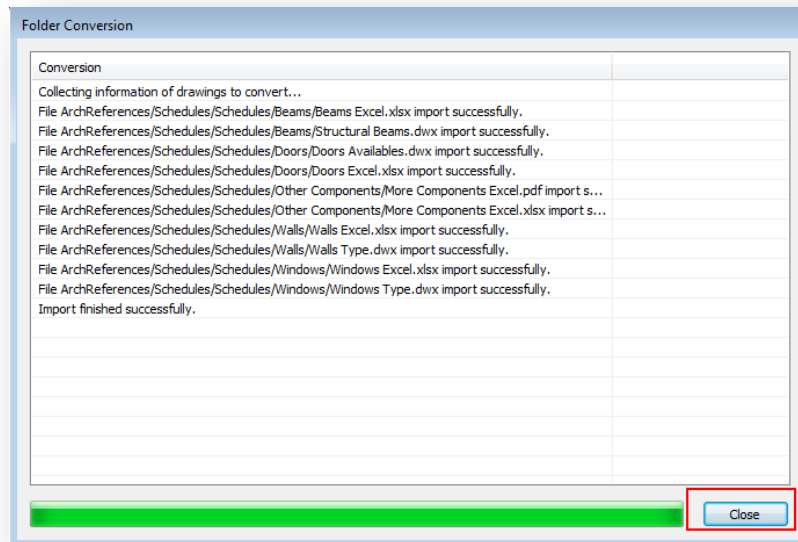 Folder Conversion
Conversion
Collecting information of drawings to convert...
File ArchReferences/Schedules/Schedules/Beams/Beams Excel.xlsx import successfully.
File ArchReferences/Schedules/Schedules/Beams/Structural Beams.dwx import successfully.
File ArchReferences/Schedules/Schedules/Doors/Doors Availables.dwx import successfully.
File ArchReferences/Schedules/Schedules/Doors/Doors Excel.xlsx import successfully.
File ArchReferences/Schedules/Schedules/Other Components/More Components Excel.pdf import s...
File ArchReferences/Schedules/Schedules/Other Components/More Components Excel.xlsx import s...
File ArchReferences/Schedules/Schedules/Walls/Walls Excel.xlsx import successfully.
File ArchReferences/Schedules/Schedules/Walls/Walls Type.dwx import successfully.
File ArchReferences/Schedules/Schedules/Windows/Windows Excel.xlsx import successfully.
File ArchReferences/Schedules/Schedules/Windows/Windows Type.dwx import successfully.
Import finished successfully.
Close